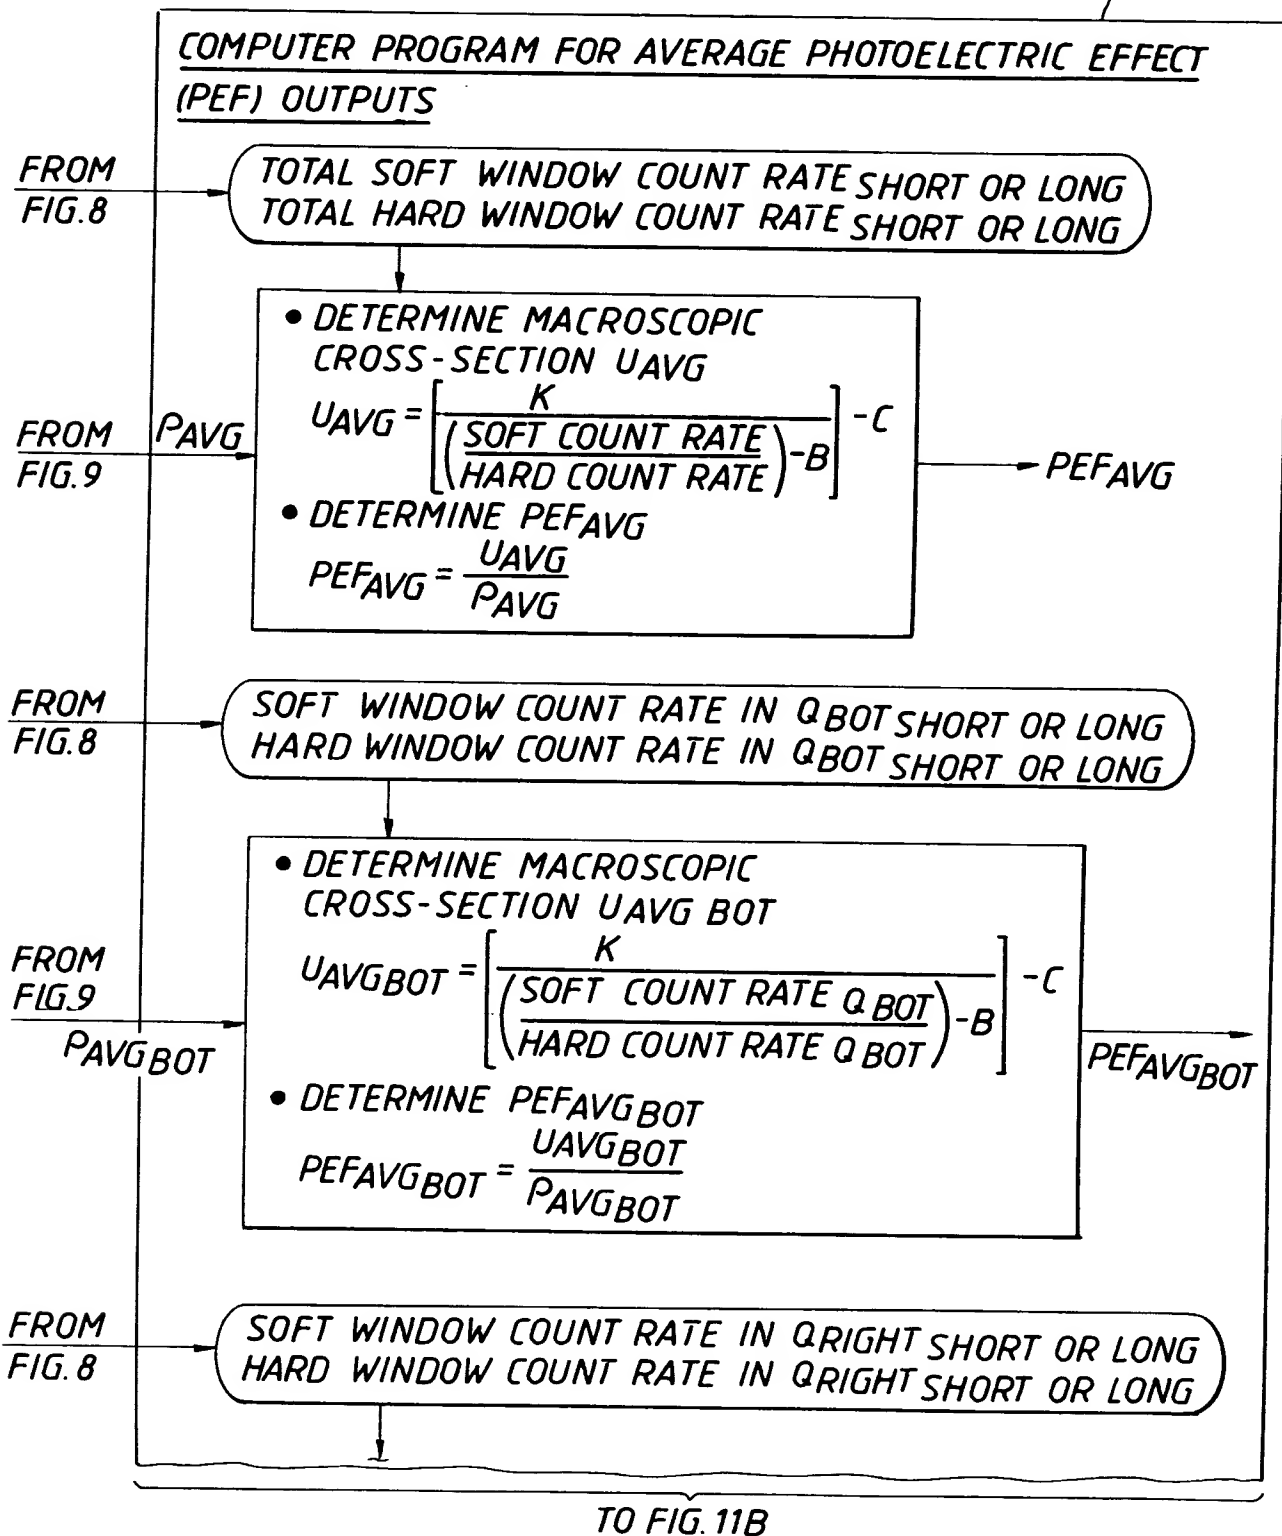 COMPUTER PROGRAM FOR AVERAGE PHOTOELECTRIC EFFECT
(PEF) OUTPUTS
FROM
FIG.8
TOTAL SOFT WINDOW COUNT RATE SHORT OR LONG
TOTAL HARD WINDOW COUNT RATE SHORT OR LONG
• DETERMINE MACROSCOPIC
CROSS-SECTION UAVG
UAVG = [ K / ( (SOFT COUNT RATE / HARD COUNT RATE) -B ) ] -C
FROM
FIG.9
ρAVG
• DETERMINE PEFAVG
PEFAVG = UAVG / ρAVG
PEFAVG
FROM
FIG.8
SOFT WINDOW COUNT RATE IN QBOT SHORT OR LONG
HARD WINDOW COUNT RATE IN QBOT SHORT OR LONG
• DETERMINE MACROSCOPIC
CROSS-SECTION UAVG BOT
UAVGBOT = [ K / ( (SOFT COUNT RATE QBOT / HARD COUNT RATE QBOT) -B ) ] -C
FROM
FIG.9
ρAVGBOT
• DETERMINE PEFAVGBOT
PEFAVGBOT = UAVGBOT / ρAVGBOT
PEFAVGBOT
FROM
FIG.8
SOFT WINDOW COUNT RATE IN QRIGHT SHORT OR LONG
HARD WINDOW COUNT RATE IN QRIGHT SHORT OR LONG
TO FIG.11B